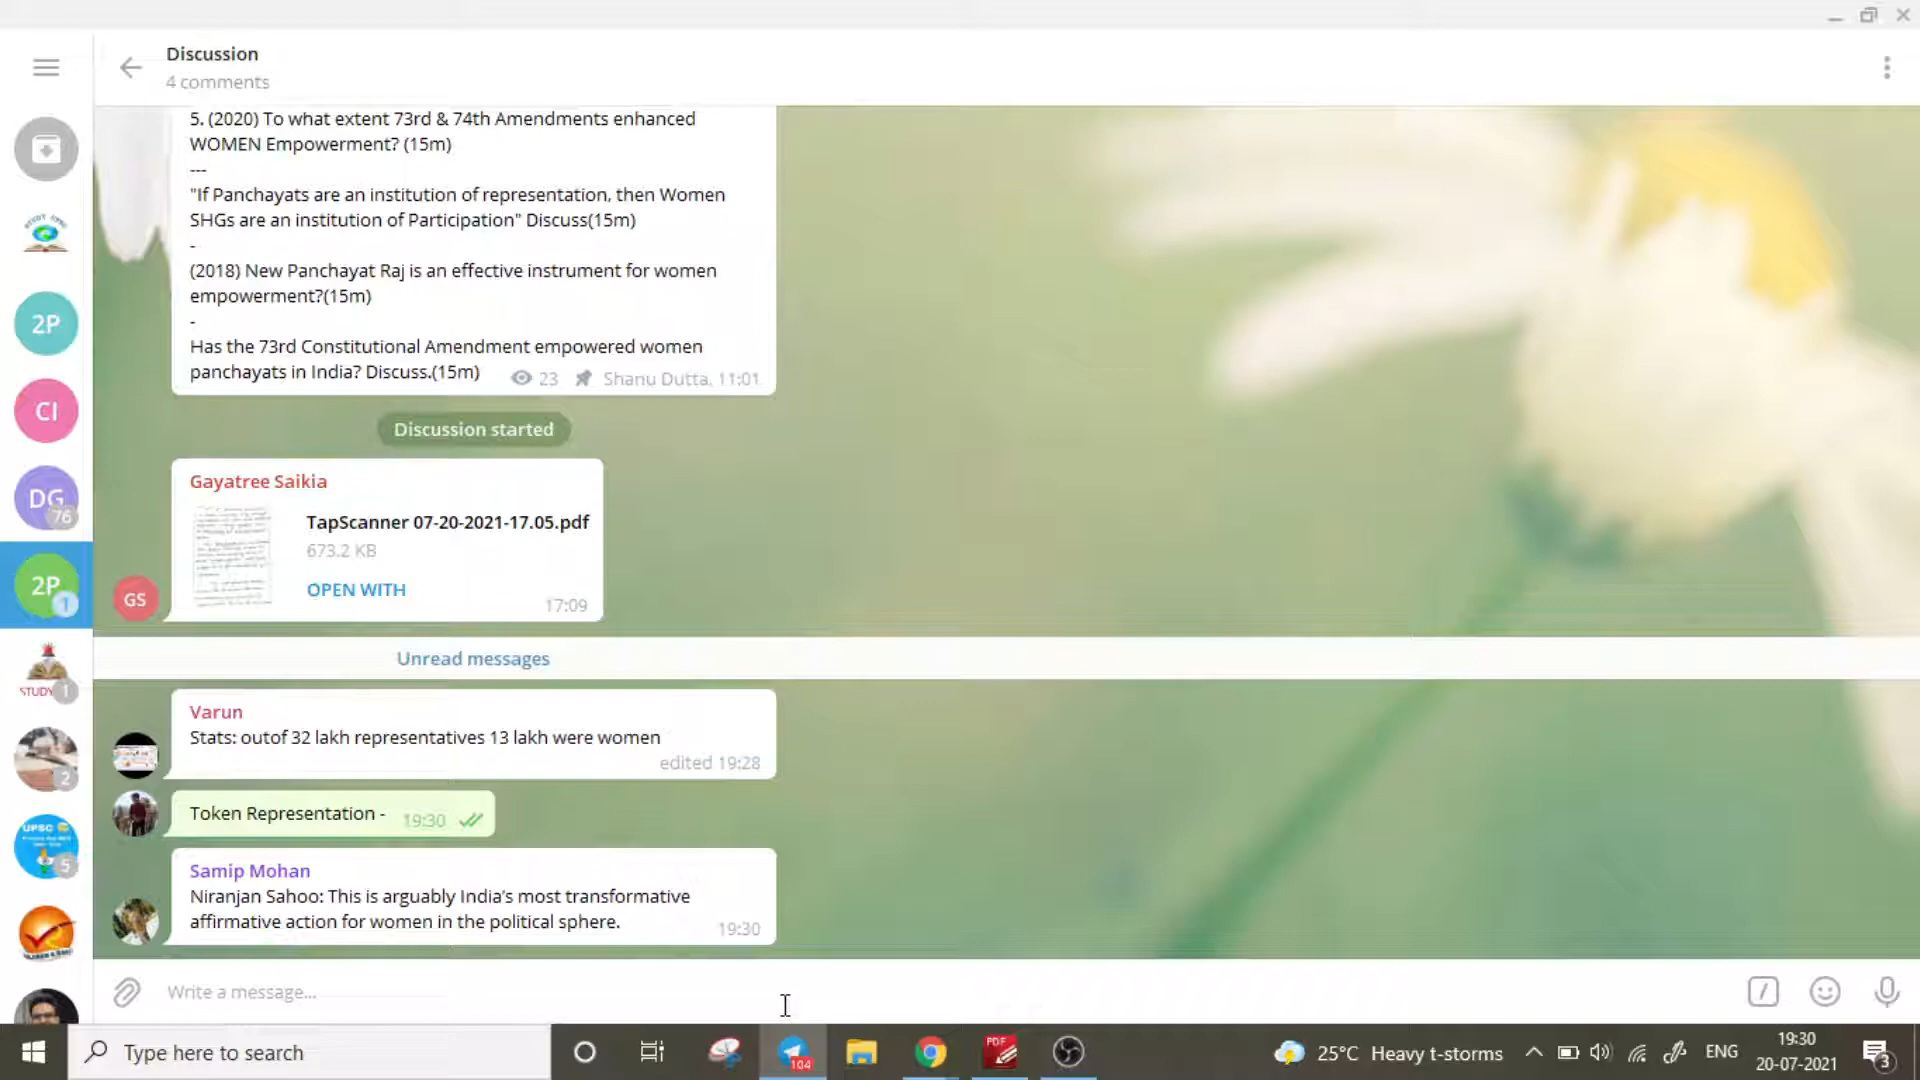 Discussion
4 comments
5. (2020) To what extent 73rd & 74th Amendments enhanced
WOMEN Empowerment? (15m)
---
"If Panchayats are an institution of representation, then Women
SHGs are an institution of Participation" Discuss(15m)
-
(2018) New Panchayat Raj is an effective instrument for women
empowerment?(15m)
-
Has the 73rd Constitutional Amendment empowered women
panchayats in India? Discuss.(15m)
23 Shanu Dutta, 11:01
Discussion started
Gayatree Saikia
TapScanner 07-20-2021-17.05.pdf
673.2 KB
OPEN WITH
17:09
GS
Unread messages
Varun
Stats: outof 32 lakh representatives 13 lakh were women
edited 19:28
Token Representation -
19:30
Samip Mohan
Niranjan Sahoo: This is arguably India's most transformative
affirmative action for women in the political sphere.
19:30
Write a message...
2P
CI
DG
76
2P
1
STUDY
1
2
UPSC
5
Type here to search
104
PDF
25°C Heavy t-storms
ENG
19:30
20-07-2021
3